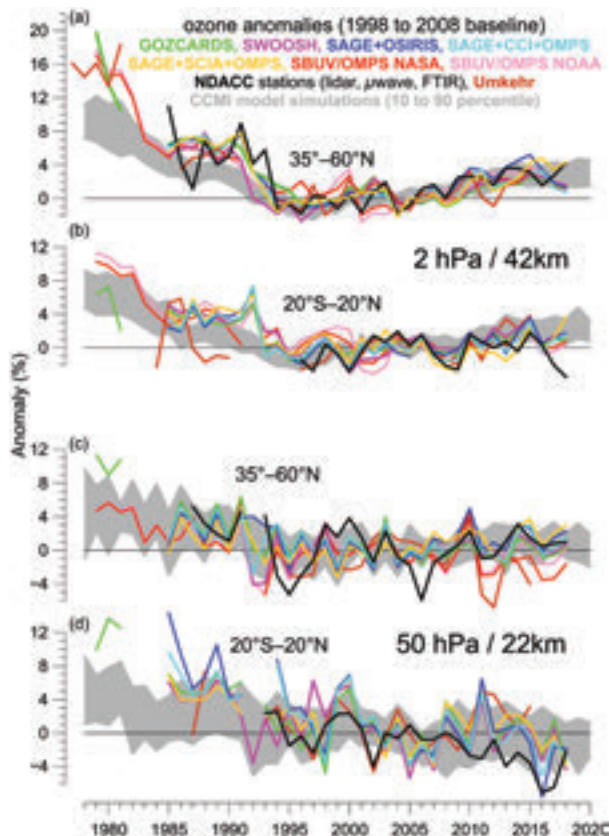 (a) ozone anomalies (1998 to 2008 baseline)
GOZCARDS, SWOOSH, SAGE+OSIRIS, SAGE+CCI+OMPS
SAGE+SCIA+OMPS, SBUV/OMPS NASA, SBUV/OMPS NOAA
NDACC stations (lidar, µwave, FTIR), Umkehr
CCMI model simulations (10 to 90 percentile)
20
16
12
8
4
0
35°–60°N
(b)
2 hPa / 42km
12
8
4
0
20°S–20°N
Anomaly (%)
(c)
12
8
4
0
−4
35°–60°N
(d)
20°S–20°N
50 hPa / 22km
12
8
4
0
−4
1980 1985 1990 1995 2000 2005 2010 2015 2020